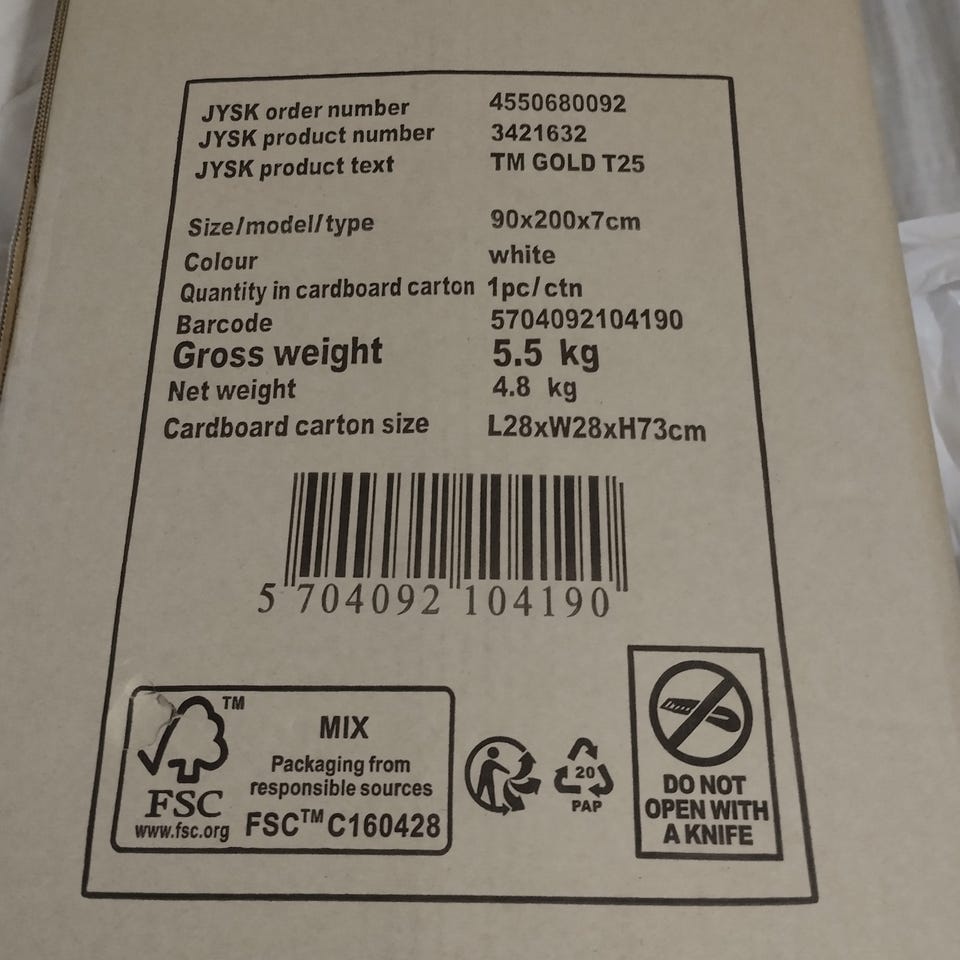 JYSK order number 4550680092
JYSK product number 3421632
JYSK product text TM GOLD T25
Size/model/type 90x200x7cm
Colour white
Quantity in cardboard carton 1pc/ctn
Barcode 5704092104190
Gross weight 5.5 kg
Net weight 4.8 kg
Cardboard carton size L28xW28xH73cm
5 704092 104190
TM
MIX
Packaging from
responsible sources
FSC
www.fsc.org
FSC™ C160428
20
PAP
DO NOT
OPEN WITH
A KNIFE